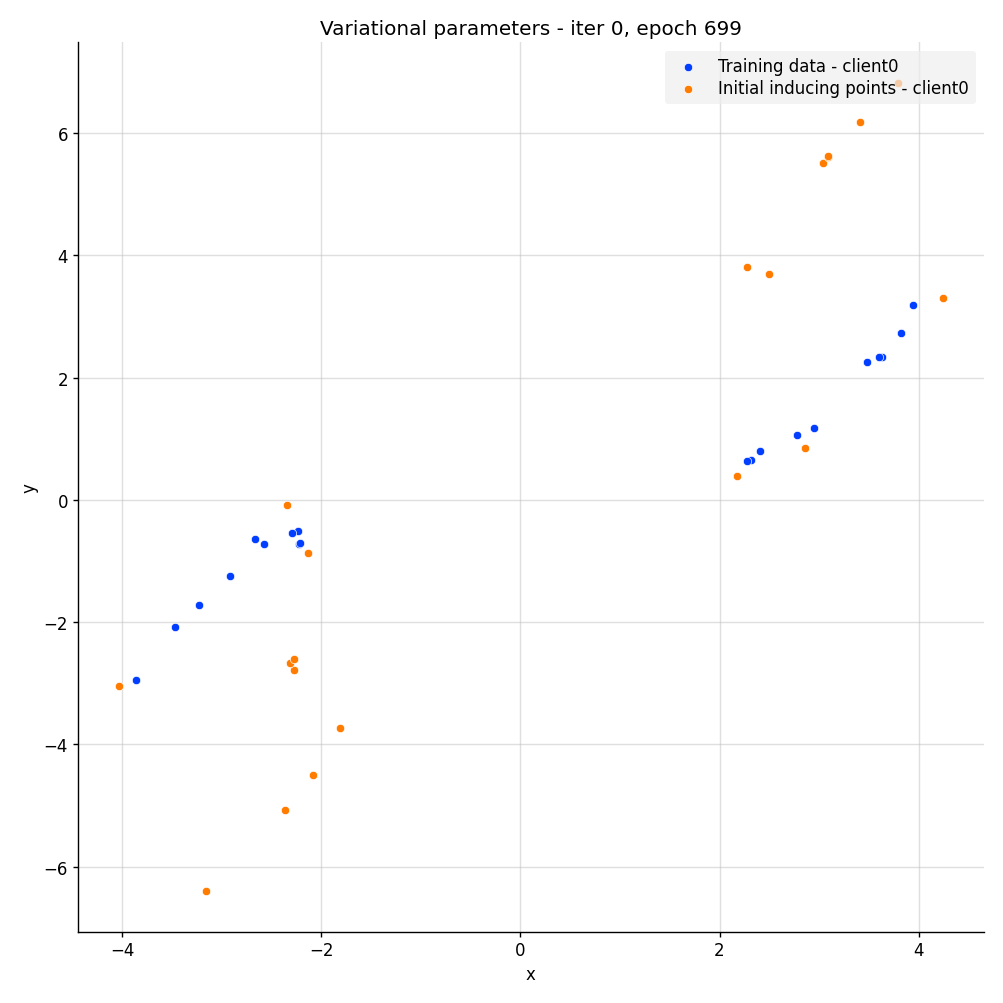 Variational parameters - iter 0, epoch 699
Training data - client0
Initial inducing points - client0
6
4
2
0
−2
−4
−6
y
−4
−2
0
2
4
x